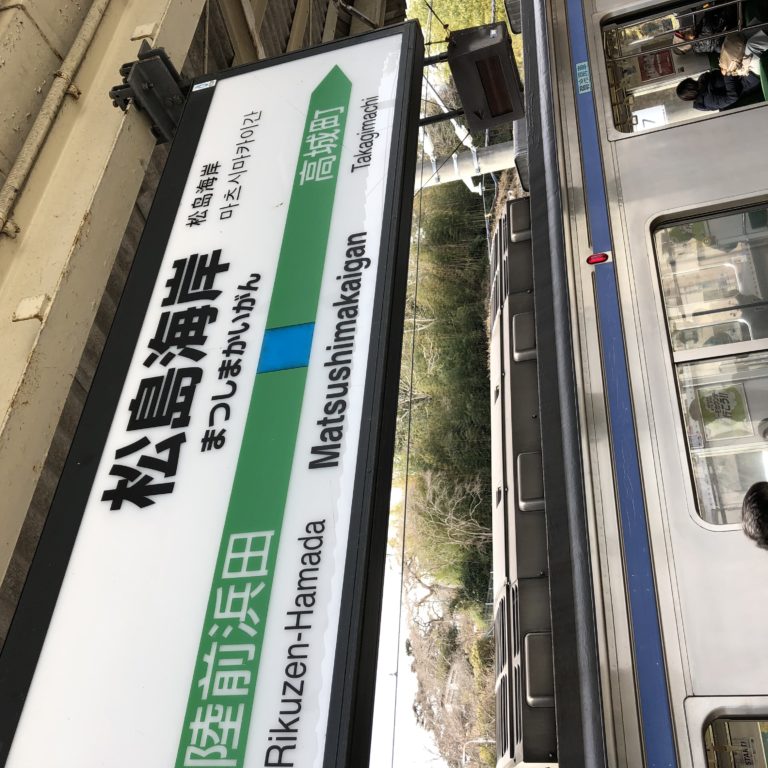 松島海岸
まつしまかいがん
松岛海岸
마츠시마카이간
陸前浜田
高城町
Rikuzen-Hamada
Matsushimakaigan
Takagimachi